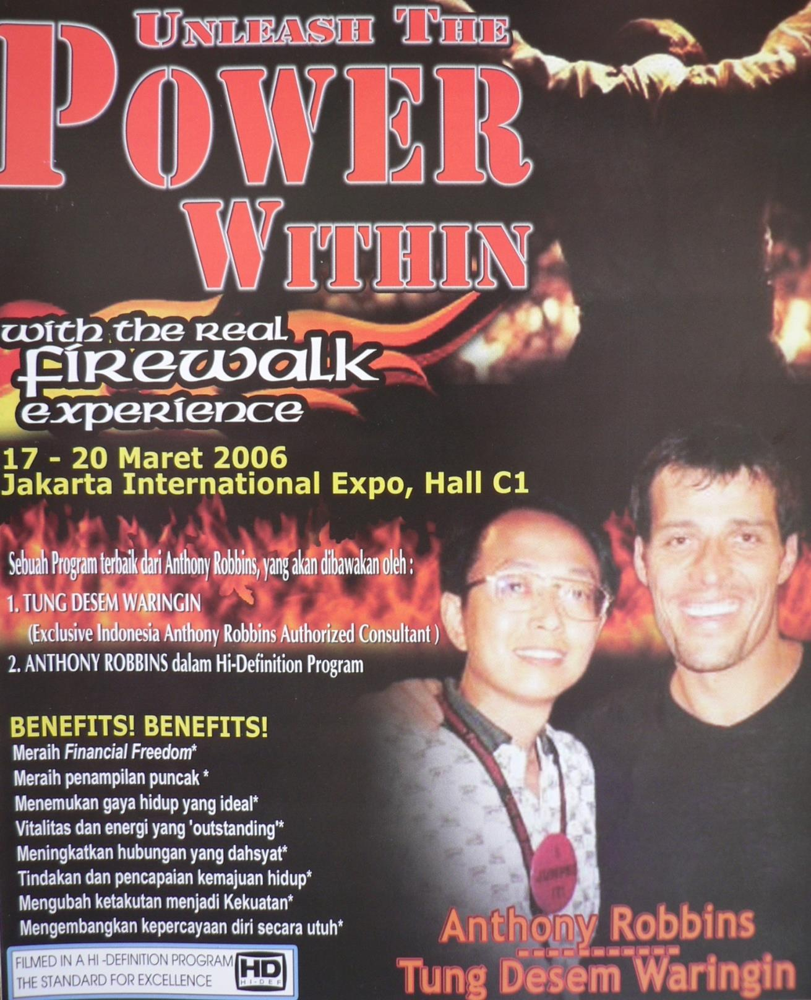 UNLEASH THE
POWER
WITHIN
with the real
firewalk
experience
17 - 20 Maret 2006
Jakarta International Expo, Hall C1
Sebuah Program terbaik dari Anthony Robbins, yang akan dibawakan oleh :
1. TUNG DESEM WARINGIN
(Exclusive Indonesia Anthony Robbins Authorized Consultant )
2. ANTHONY ROBBINS dalam Hi-Definition Program
BENEFITS! BENEFITS!
Meraih Financial Freedom*
Meraih penampilan puncak *
Menemukan gaya hidup yang ideal*
Vitalitas dan energi yang 'outstanding'*
Meningkatkan hubungan yang dahsyat*
Tindakan dan pencapaian kemajuan hidup*
Mengubah ketakutan menjadi Kekuatan*
Mengembangkan kepercayaan diri secara utuh*
FILMED IN A HI -DEFINITION PROGRAM
THE STANDARD FOR EXCELLENCE
HD
HI-DEF
I
JUMPED
IT!
Anthony Robbins
Tung Desem Waringin